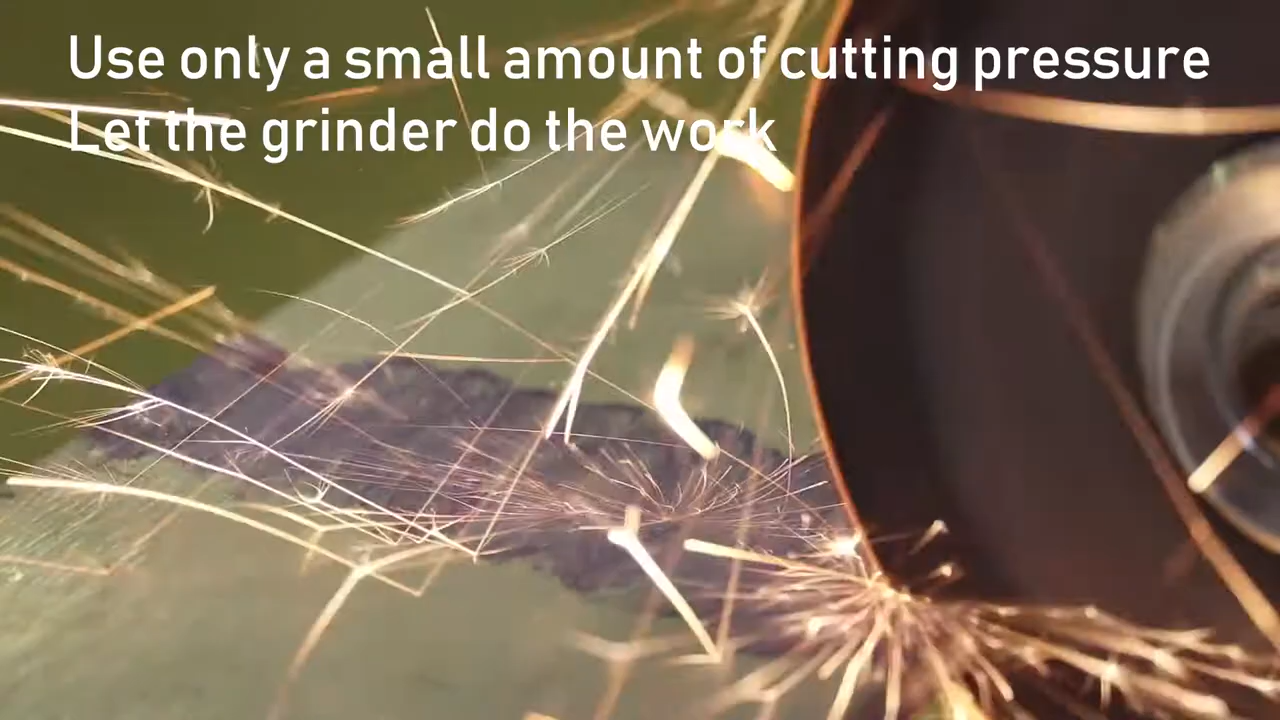 Use only a small amount of cutting pressure
Let the grinder do the work